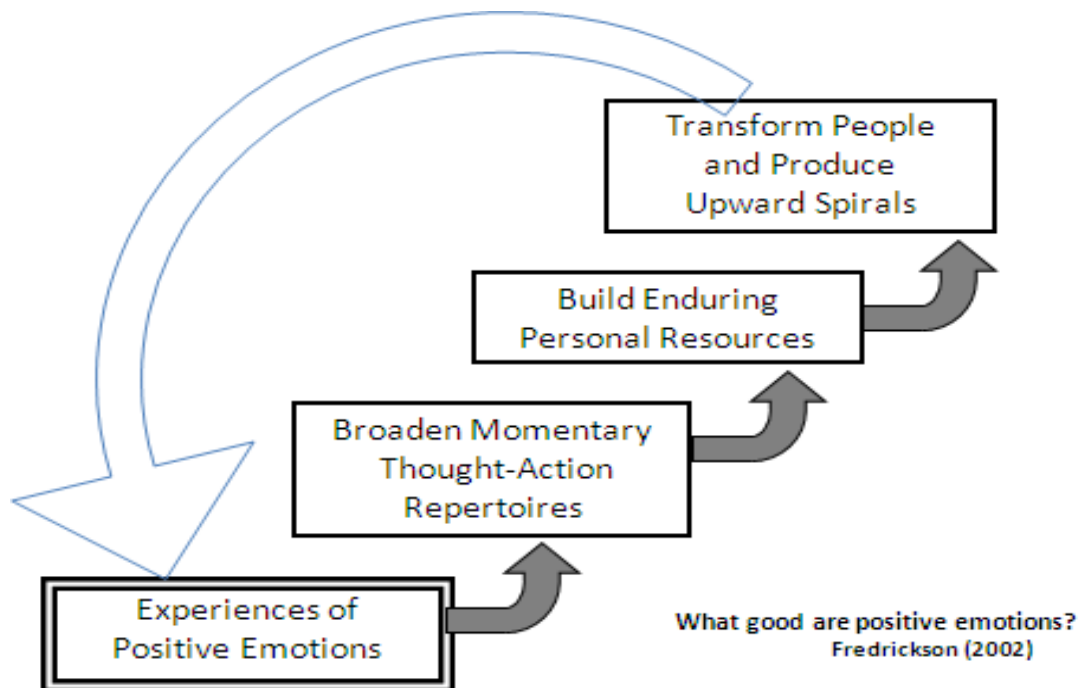 Transform People
and Produce
Upward Spirals
Build Enduring
Personal Resources
Broaden Momentary
Thought-Action
Repertoires
Experiences of
Positive Emotions
What good are positive emotions?
Fredrickson (2002)